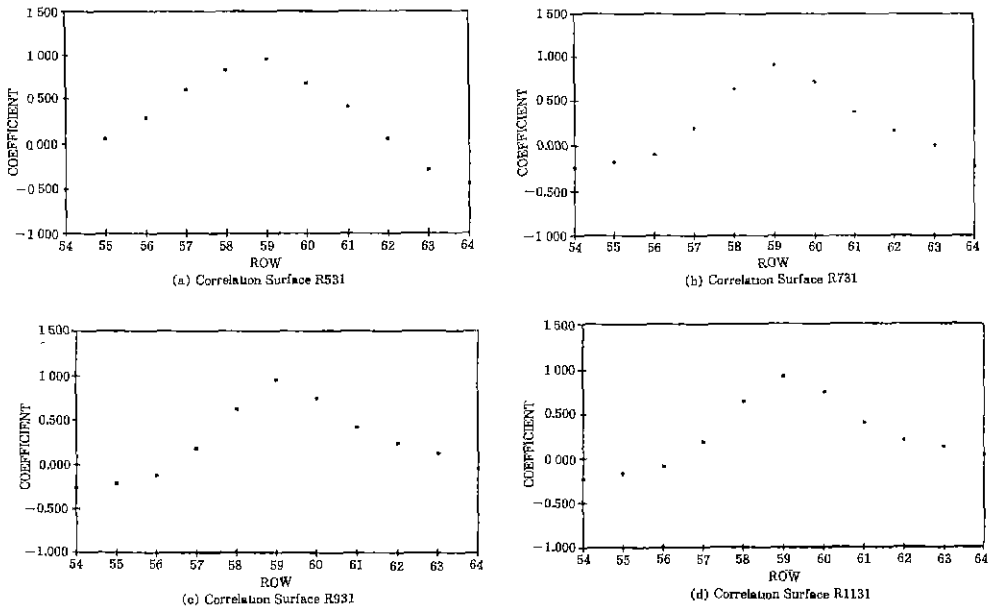 1 500
1 000
0 500
0.000
−0.500
−1 000
COEFFICIENT
54 55 56 57 58 59 60 61 62 63 64
ROW
(a) Correlation Surface R531
1 500
1 000
0.500
0.000
−0.500
−1 000
COEFFICIENT
54 55 56 57 58 59 60 61 62 63 64
ROW
(b) Correlation Surface R731
1 500
1 000
0.500
0.000
−0.500
−1.000
COEFFICIENT
54 55 56 57 58 59 60 61 62 63 64
ROW
(c) Correlation Surface R931
1.500
1.000
0.500
0.000
−0.500
−1.000
COEFFICIENT
54 55 56 57 58 59 60 61 62 63 64
ROW
(d) Correlation Surface R1131